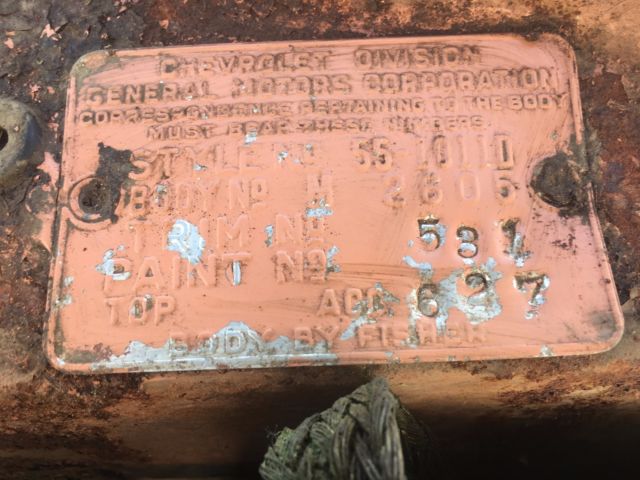 CHEVROLET DIVISION
GENERAL MOTORS CORPORATION
CORRESPONDENCE PERTAINING TO THE BODY
MUST BEAR THESE NUMBERS
STYLE No 55-1011D
BODY No M 2605
TRIM No 537
PAINT No 627
TOP ACC
BODY BY FISHER